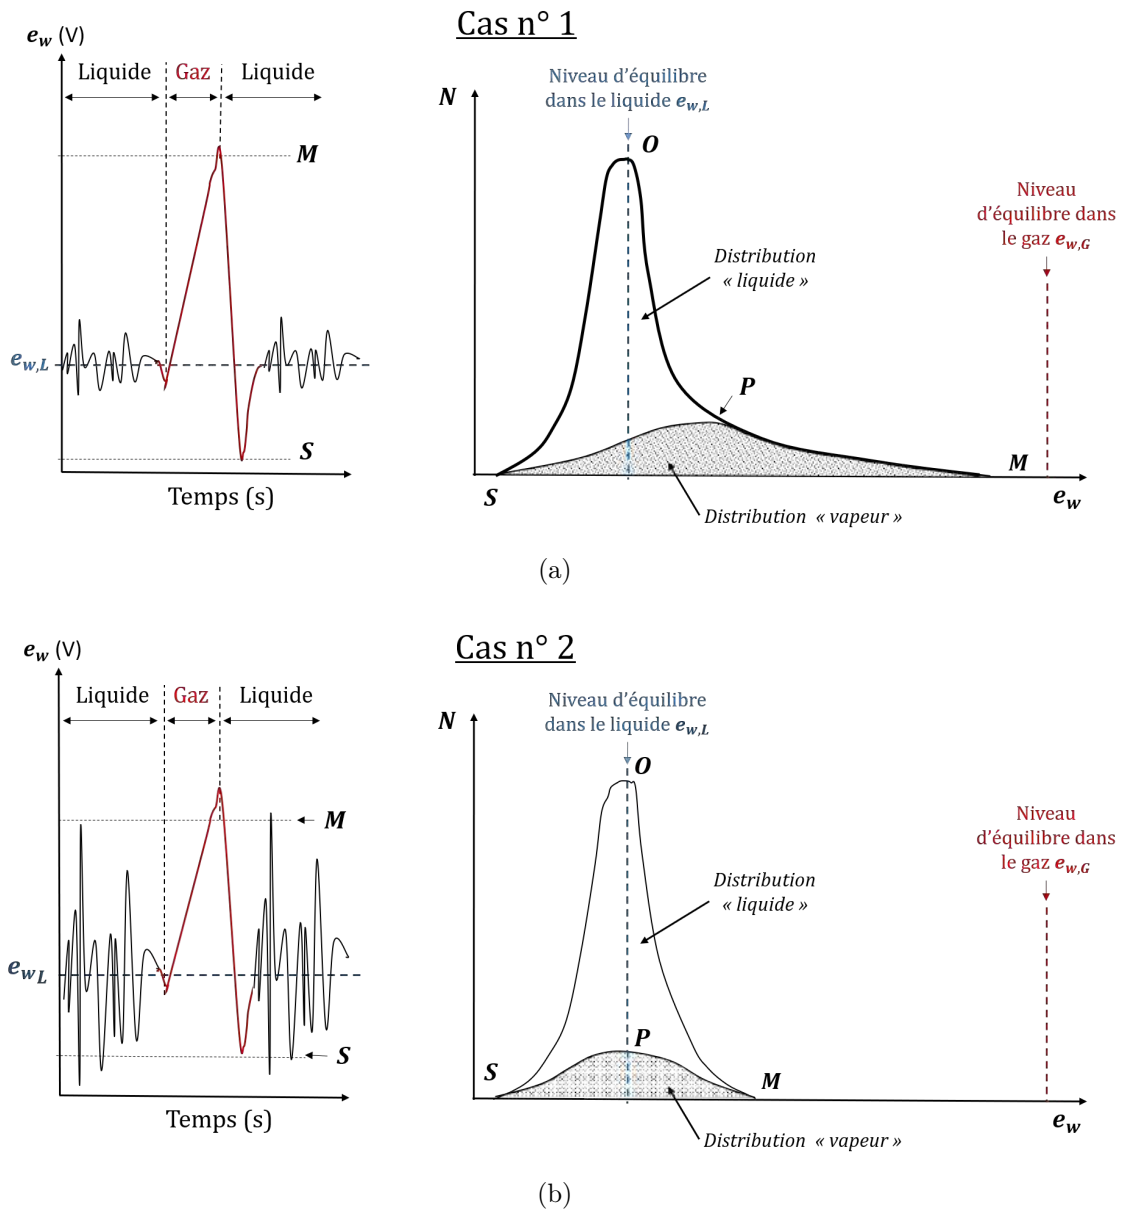 Cas n° 1
e_w (V)
Liquide Gaz Liquide
M
e_w,L
S
Temps (s)
N
Niveau d'équilibre
dans le liquide e_w,L
O
Distribution
« liquide »
P
Niveau
d'équilibre dans
le gaz e_w,G
S
M
e_w
Distribution « vapeur »
(a)
Cas n° 2
e_w (V)
Liquide Gaz Liquide
M
e_wL
S
Temps (s)
N
Niveau d'équilibre
dans le liquide e_w,L
O
Distribution
« liquide »
Niveau
d'équilibre dans
le gaz e_w,G
P
S
M
e_w
Distribution « vapeur »
(b)